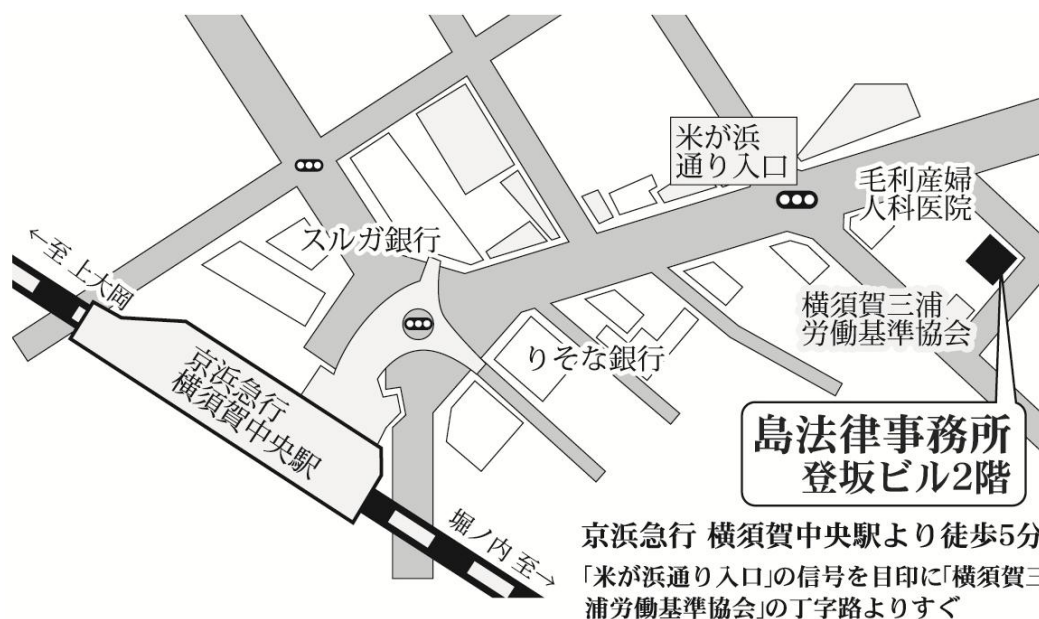 米が浜
通り入口
毛利産婦
人科医院
スルガ銀行
←至 上大岡
横須賀三浦
労働基準協会
りそな銀行
京浜急行
横須賀中央駅
島法律事務所
登坂ビル2階
堀ノ内 至→
京浜急行 横須賀中央駅より徒歩5分
「米が浜通り入口」の信号を目印に「横須賀三
浦労働基準協会」の丁字路よりすぐ